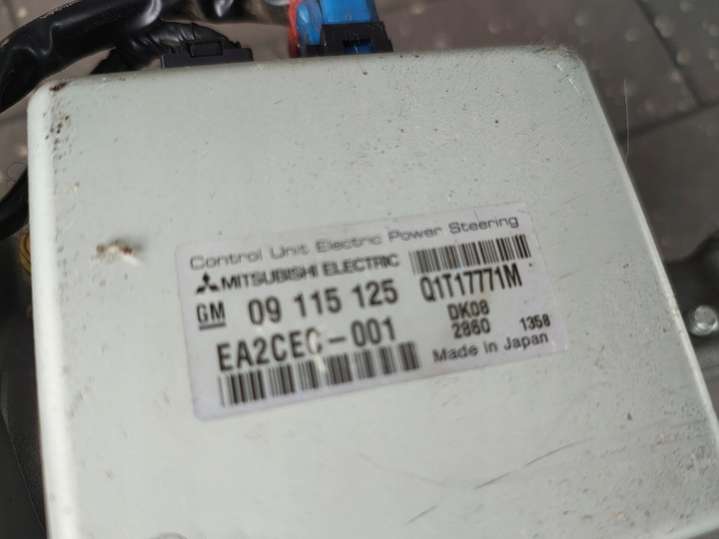 Control Unit Electric Power Steering
MITSUBISHI ELECTRIC
GM 09 115 125
Q1T17771M
EA2CEC-001
DK08
2860 1358
Made in Japan